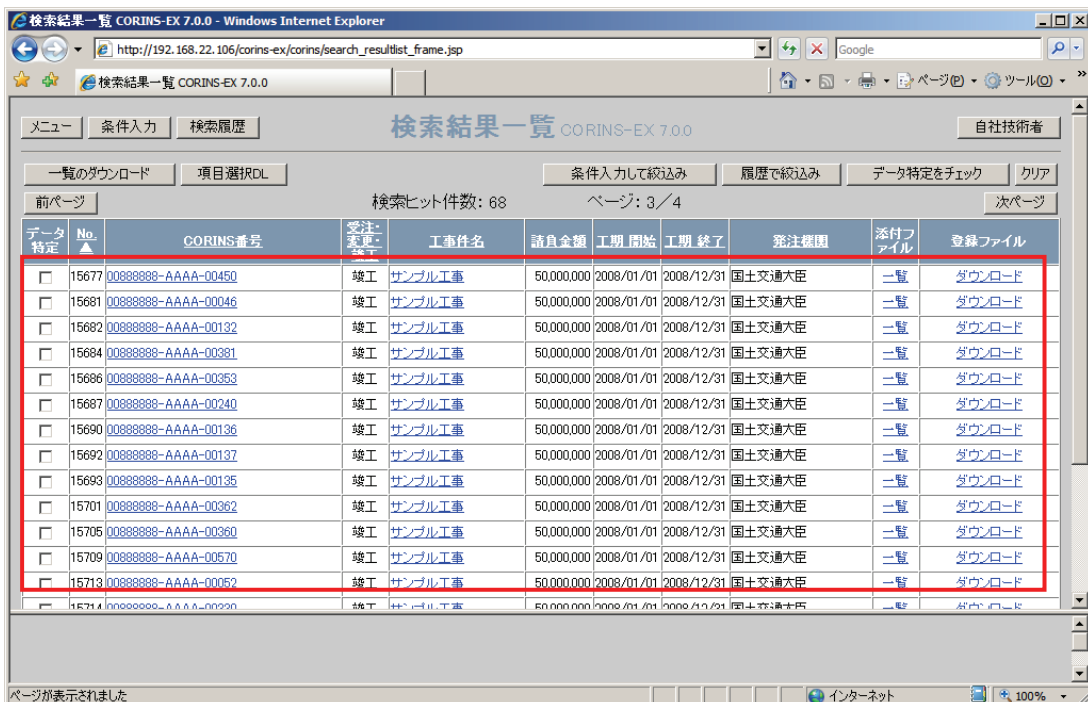 検索結果一覧 CORINS-EX 7.0.0 - Windows Internet Explorer
http://192.168.22.106/corins-ex/corins/search_resultlist_frame.jsp Google
検索結果一覧 CORINS-EX 7.0.0 ページ(P) ツール(O) »
メニュー 条件入力 検索履歴 検索結果一覧 CORINS-EX 7.0.0 自社技術者
一覧のダウンロード 項目選択DL 条件入力して絞込み 履歴で絞込み データ特定をチェック クリア
前ページ 検索ヒット件数: 68 ページ: 3/4 次ページ
データ特定 No.▲ CORINS番号 受注・変更・竣工 工事件名 請負金額 工期 開始 工期 終了 発注機関 添付ファイル 登録ファイル
15677 00888888-AAAA-00450 竣工 サンプル工事 50,000,000 2008/01/01 2008/12/31 国土交通大臣 一覧 ダウンロード
15681 00888888-AAAA-00046 竣工 サンプル工事 50,000,000 2008/01/01 2008/12/31 国土交通大臣 一覧 ダウンロード
15682 00888888-AAAA-00132 竣工 サンプル工事 50,000,000 2008/01/01 2008/12/31 国土交通大臣 一覧 ダウンロード
15684 00888888-AAAA-00381 竣工 サンプル工事 50,000,000 2008/01/01 2008/12/31 国土交通大臣 一覧 ダウンロード
15686 00888888-AAAA-00353 竣工 サンプル工事 50,000,000 2008/01/01 2008/12/31 国土交通大臣 一覧 ダウンロード
15687 00888888-AAAA-00240 竣工 サンプル工事 50,000,000 2008/01/01 2008/12/31 国土交通大臣 一覧 ダウンロード
15690 00888888-AAAA-00136 竣工 サンプル工事 50,000,000 2008/01/01 2008/12/31 国土交通大臣 一覧 ダウンロード
15692 00888888-AAAA-00137 竣工 サンプル工事 50,000,000 2008/01/01 2008/12/31 国土交通大臣 一覧 ダウンロード
15693 00888888-AAAA-00135 竣工 サンプル工事 50,000,000 2008/01/01 2008/12/31 国土交通大臣 一覧 ダウンロード
15701 00888888-AAAA-00362 竣工 サンプル工事 50,000,000 2008/01/01 2008/12/31 国土交通大臣 一覧 ダウンロード
15705 00888888-AAAA-00360 竣工 サンプル工事 50,000,000 2008/01/01 2008/12/31 国土交通大臣 一覧 ダウンロード
15709 00888888-AAAA-00570 竣工 サンプル工事 50,000,000 2008/01/01 2008/12/31 国土交通大臣 一覧 ダウンロード
15713 00888888-AAAA-00052 竣工 サンプル工事 50,000,000 2008/01/01 2008/12/31 国土交通大臣 一覧 ダウンロード
竣工 サンプル工事 50,000,000 2008/01/01 2008/12/31 国土交通大臣 一覧 ダウンロード
ページが表示されました インターネット 100%